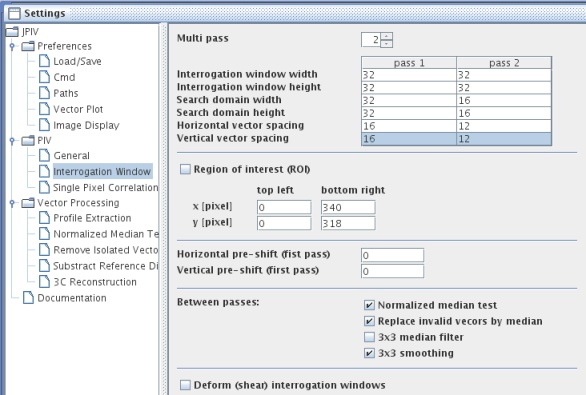 Settings
JPIV
Preferences
Load/Save
Cmd
Paths
Vector Plot
Image Display
PIV
General
Interrogation Window
Single Pixel Correlation
Vector Processing
Profile Extraction
Normalized Median Te
Remove Isolated Vecto
Substract Reference Di
3C Reconstruction
Documentation
Multi pass 2
pass 1 pass 2
Interrogation window width 32 32
Interrogation window height 32 32
Search domain width 32 16
Search domain height 32 16
Horizontal vector spacing 16 12
Vertical vector spacing 16 12
Region of interest (ROI)
top left bottom right
x [pixel] 0 340
y [pixel] 0 318
Horizontal pre-shift (fist pass) 0
Vertical pre-shift (first pass) 0
Between passes:
Normalized median test
Replace invalid vecors by median
3x3 median filter
3x3 smoothing
Deform (shear) interrogation windows